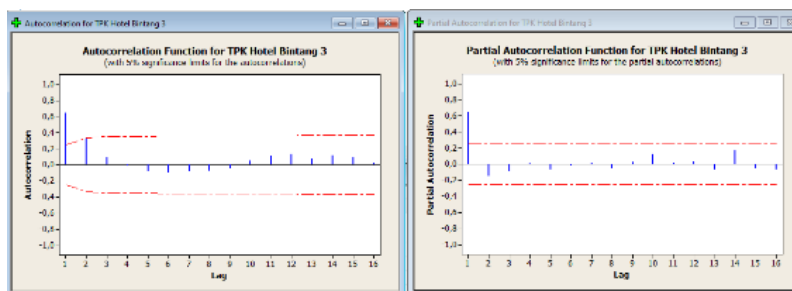 Autocorrelation for TPK Hotel Bintang 3
Autocorrelation Function for TPK Hotel Bintang 3
(with 5% significance limits for the autocorrelations)
1,0
0,8
0,6
0,4
0,2
0,0
-0,2
-0,4
-0,6
-0,8
-1,0
Autocorrelation
1 2 3 4 5 6 7 8 9 10 11 12 13 14 15 16
Lag
Partial Autocorrelation for TPK Hotel Bintang 3
Partial Autocorrelation Function for TPK Hotel Bintang 3
(with 5% significance limits for the partial autocorrelations)
1,0
0,8
0,6
0,4
0,2
0,0
-0,2
-0,4
-0,6
-0,8
-1,0
Partial Autocorrelation
1 2 3 4 5 6 7 8 9 10 11 12 13 14 15 16
Lag